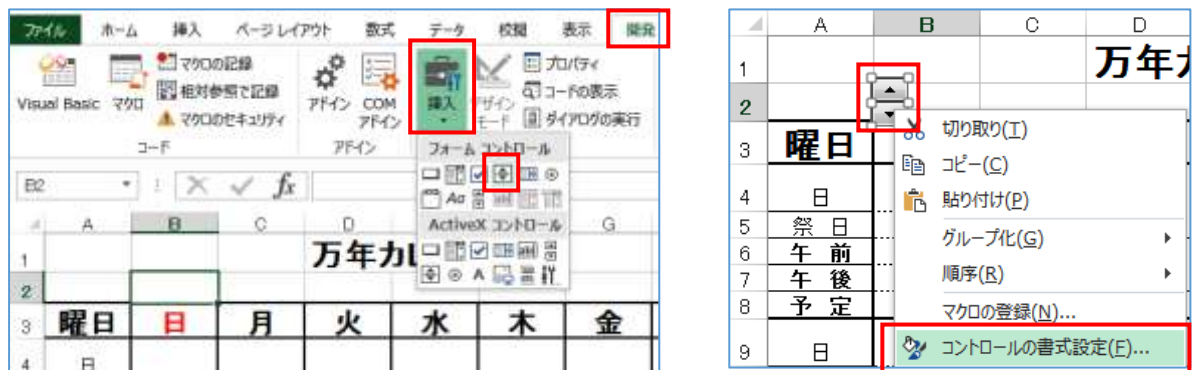 ファイル ホーム 挿入 ページレイアウト 数式 データ 校閲 表示 開発
Visual Basic マクロ
マクロの記録
相対参照で記録
マクロのセキュリティ
コード
アドイン COM アドイン
アドイン
挿入
デザイン モード
プロパティ
コードの表示
ダイアログの実行
フォーム コントロール
Aa
ActiveX コントロール
A
B2
fx
A B C D G
1 万年カレ
2
3 曜日 日 月 火 水 木 金
4 日
A B C D
1 万年カ
2
3 曜日
4 日
5 祭 日
6 午 前
7 午 後
8 予 定
9 日
切り取り(T)
コピー(C)
貼り付け(P)
グループ化(G)
順序(R)
マクロの登録(N)...
コントロールの書式設定(F)...